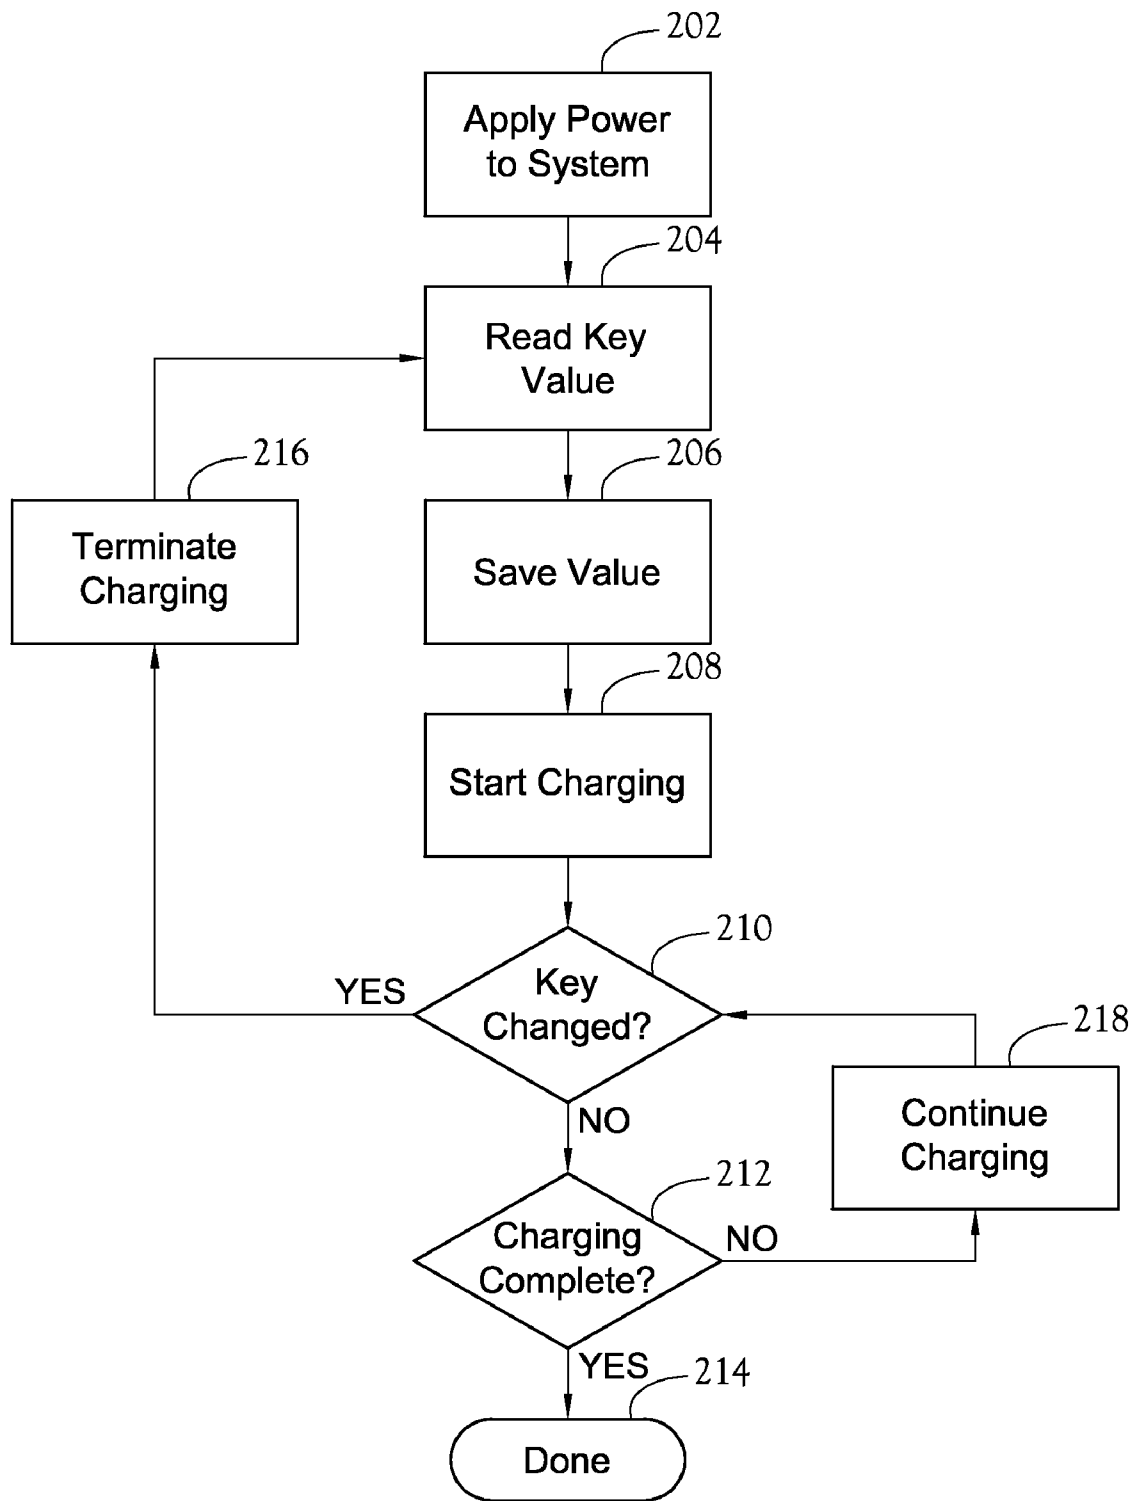 202
Apply Power
to System
204
Read Key
Value
216
Terminate
Charging
206
Save Value
208
Start Charging
210
Key
Changed?
YES
NO
218
Continue
Charging
212
Charging
Complete?
NO
YES
214
Done